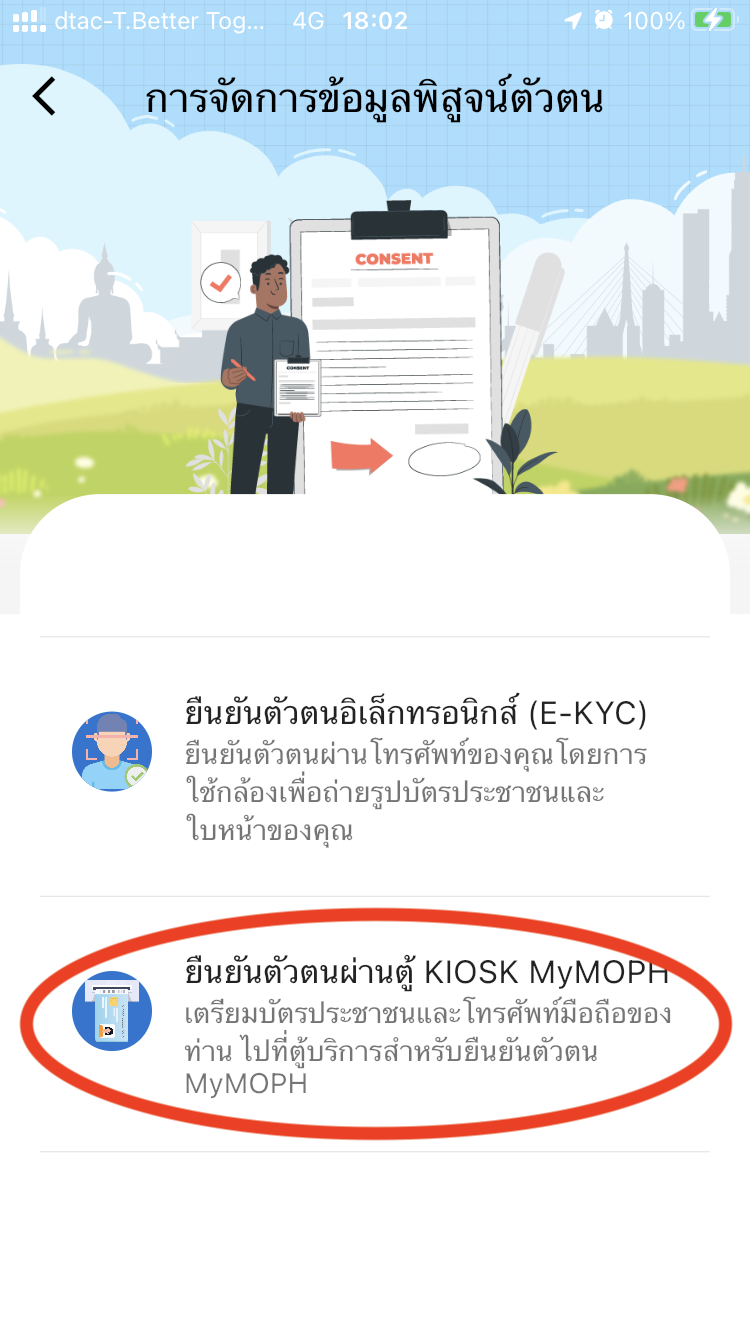 dtac-T.Better Tog... 4G 18:02 100%
การจัดการข้อมูลพิสูจน์ตัวตน
CONSENT
CONSENT
ยืนยันตัวตนอิเล็กทรอนิกส์ (E-KYC)
ยืนยันตัวตนผ่านโทรศัพท์ของคุณโดยการ
ใช้กล้องเพื่อถ่ายรูปบัตรประชาชนและ
ใบหน้าของคุณ
ยืนยันตัวตนผ่านตู้ KIOSK MyMOPH
เตรียมบัตรประชาชนและโทรศัพท์มือถือของ
ท่าน ไปที่ตู้บริการสำหรับยืนยันตัวตน
MyMOPH